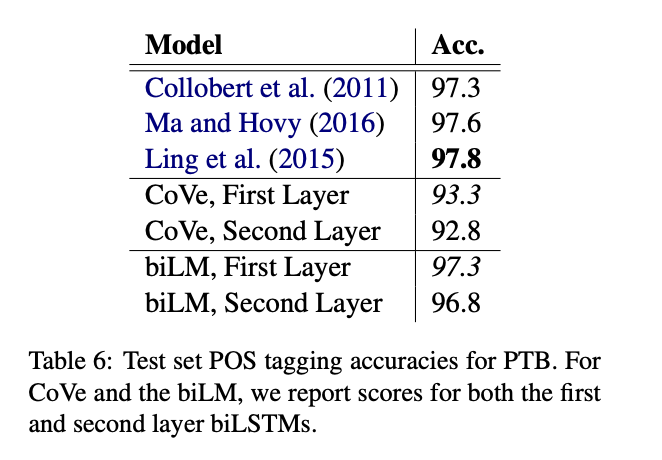 Model Acc.
Collobert et al. (2011) 97.3
Ma and Hovy (2016) 97.6
Ling et al. (2015) 97.8
CoVe, First Layer 93.3
CoVe, Second Layer 92.8
biLM, First Layer 97.3
biLM, Second Layer 96.8
Table 6: Test set POS tagging accuracies for PTB. For
CoVe and the biLM, we report scores for both the first
and second layer biLSTMs.